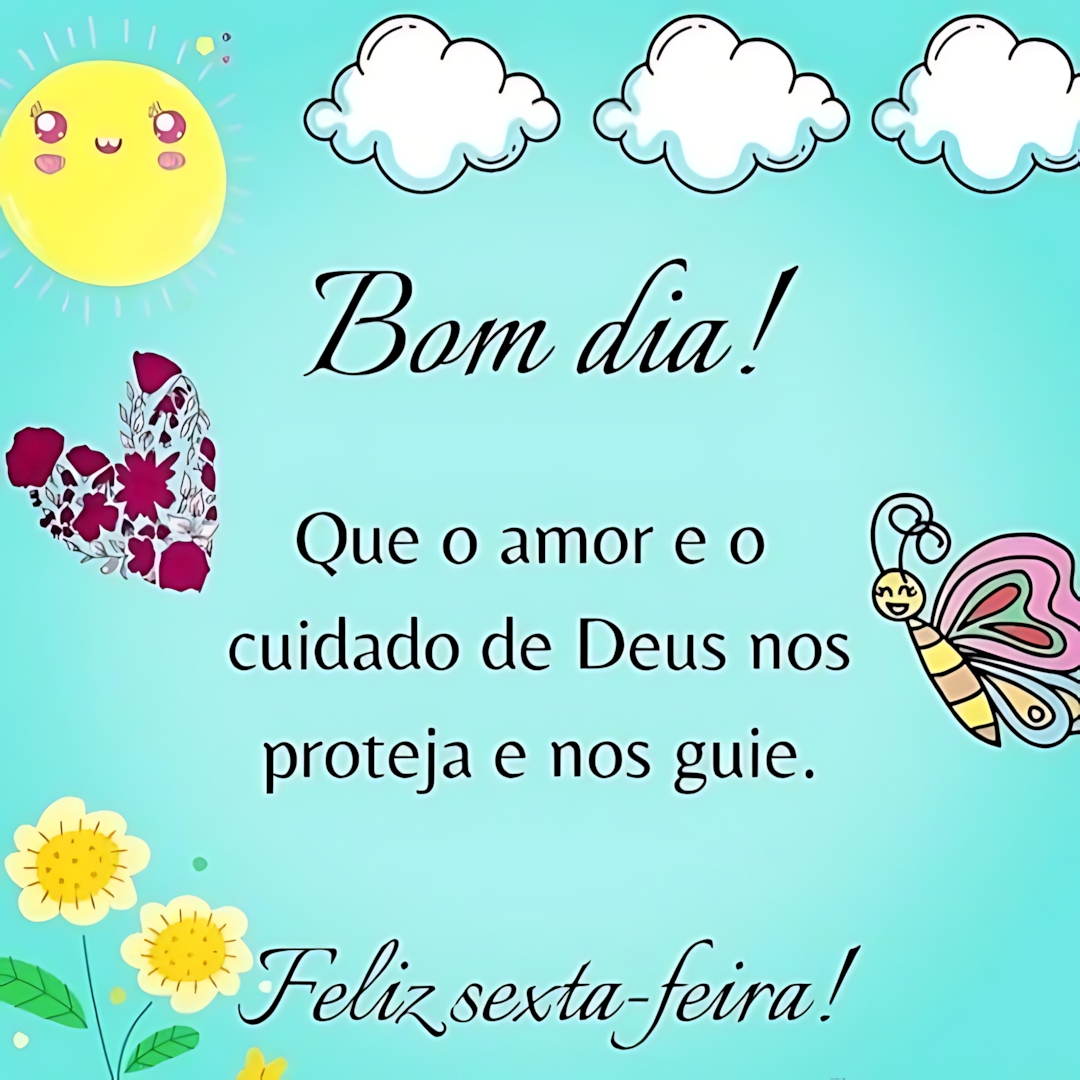 Bom dia!
Que o amor e o
cuidado de Deus nos
proteja e nos guie.
Feliz sexta-feira!